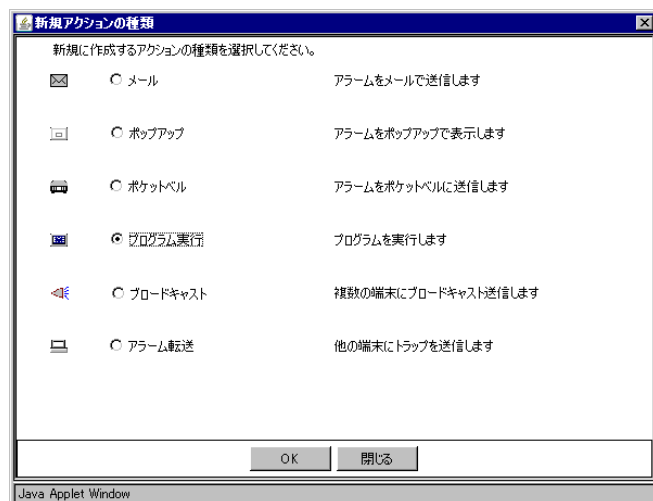 新規アクションの種類
新規に作成するアクションの種類を選択してください。
メール アラームをメールで送信します
ポップアップ アラームをポップアップで表示します
ポケットベル アラームをポケットベルに送信します
プログラム実行 プログラムを実行します
ブロードキャスト 複数の端末にブロードキャスト送信します
アラーム転送 他の端末にトラップを送信します
OK 閉じる
Java Applet Window